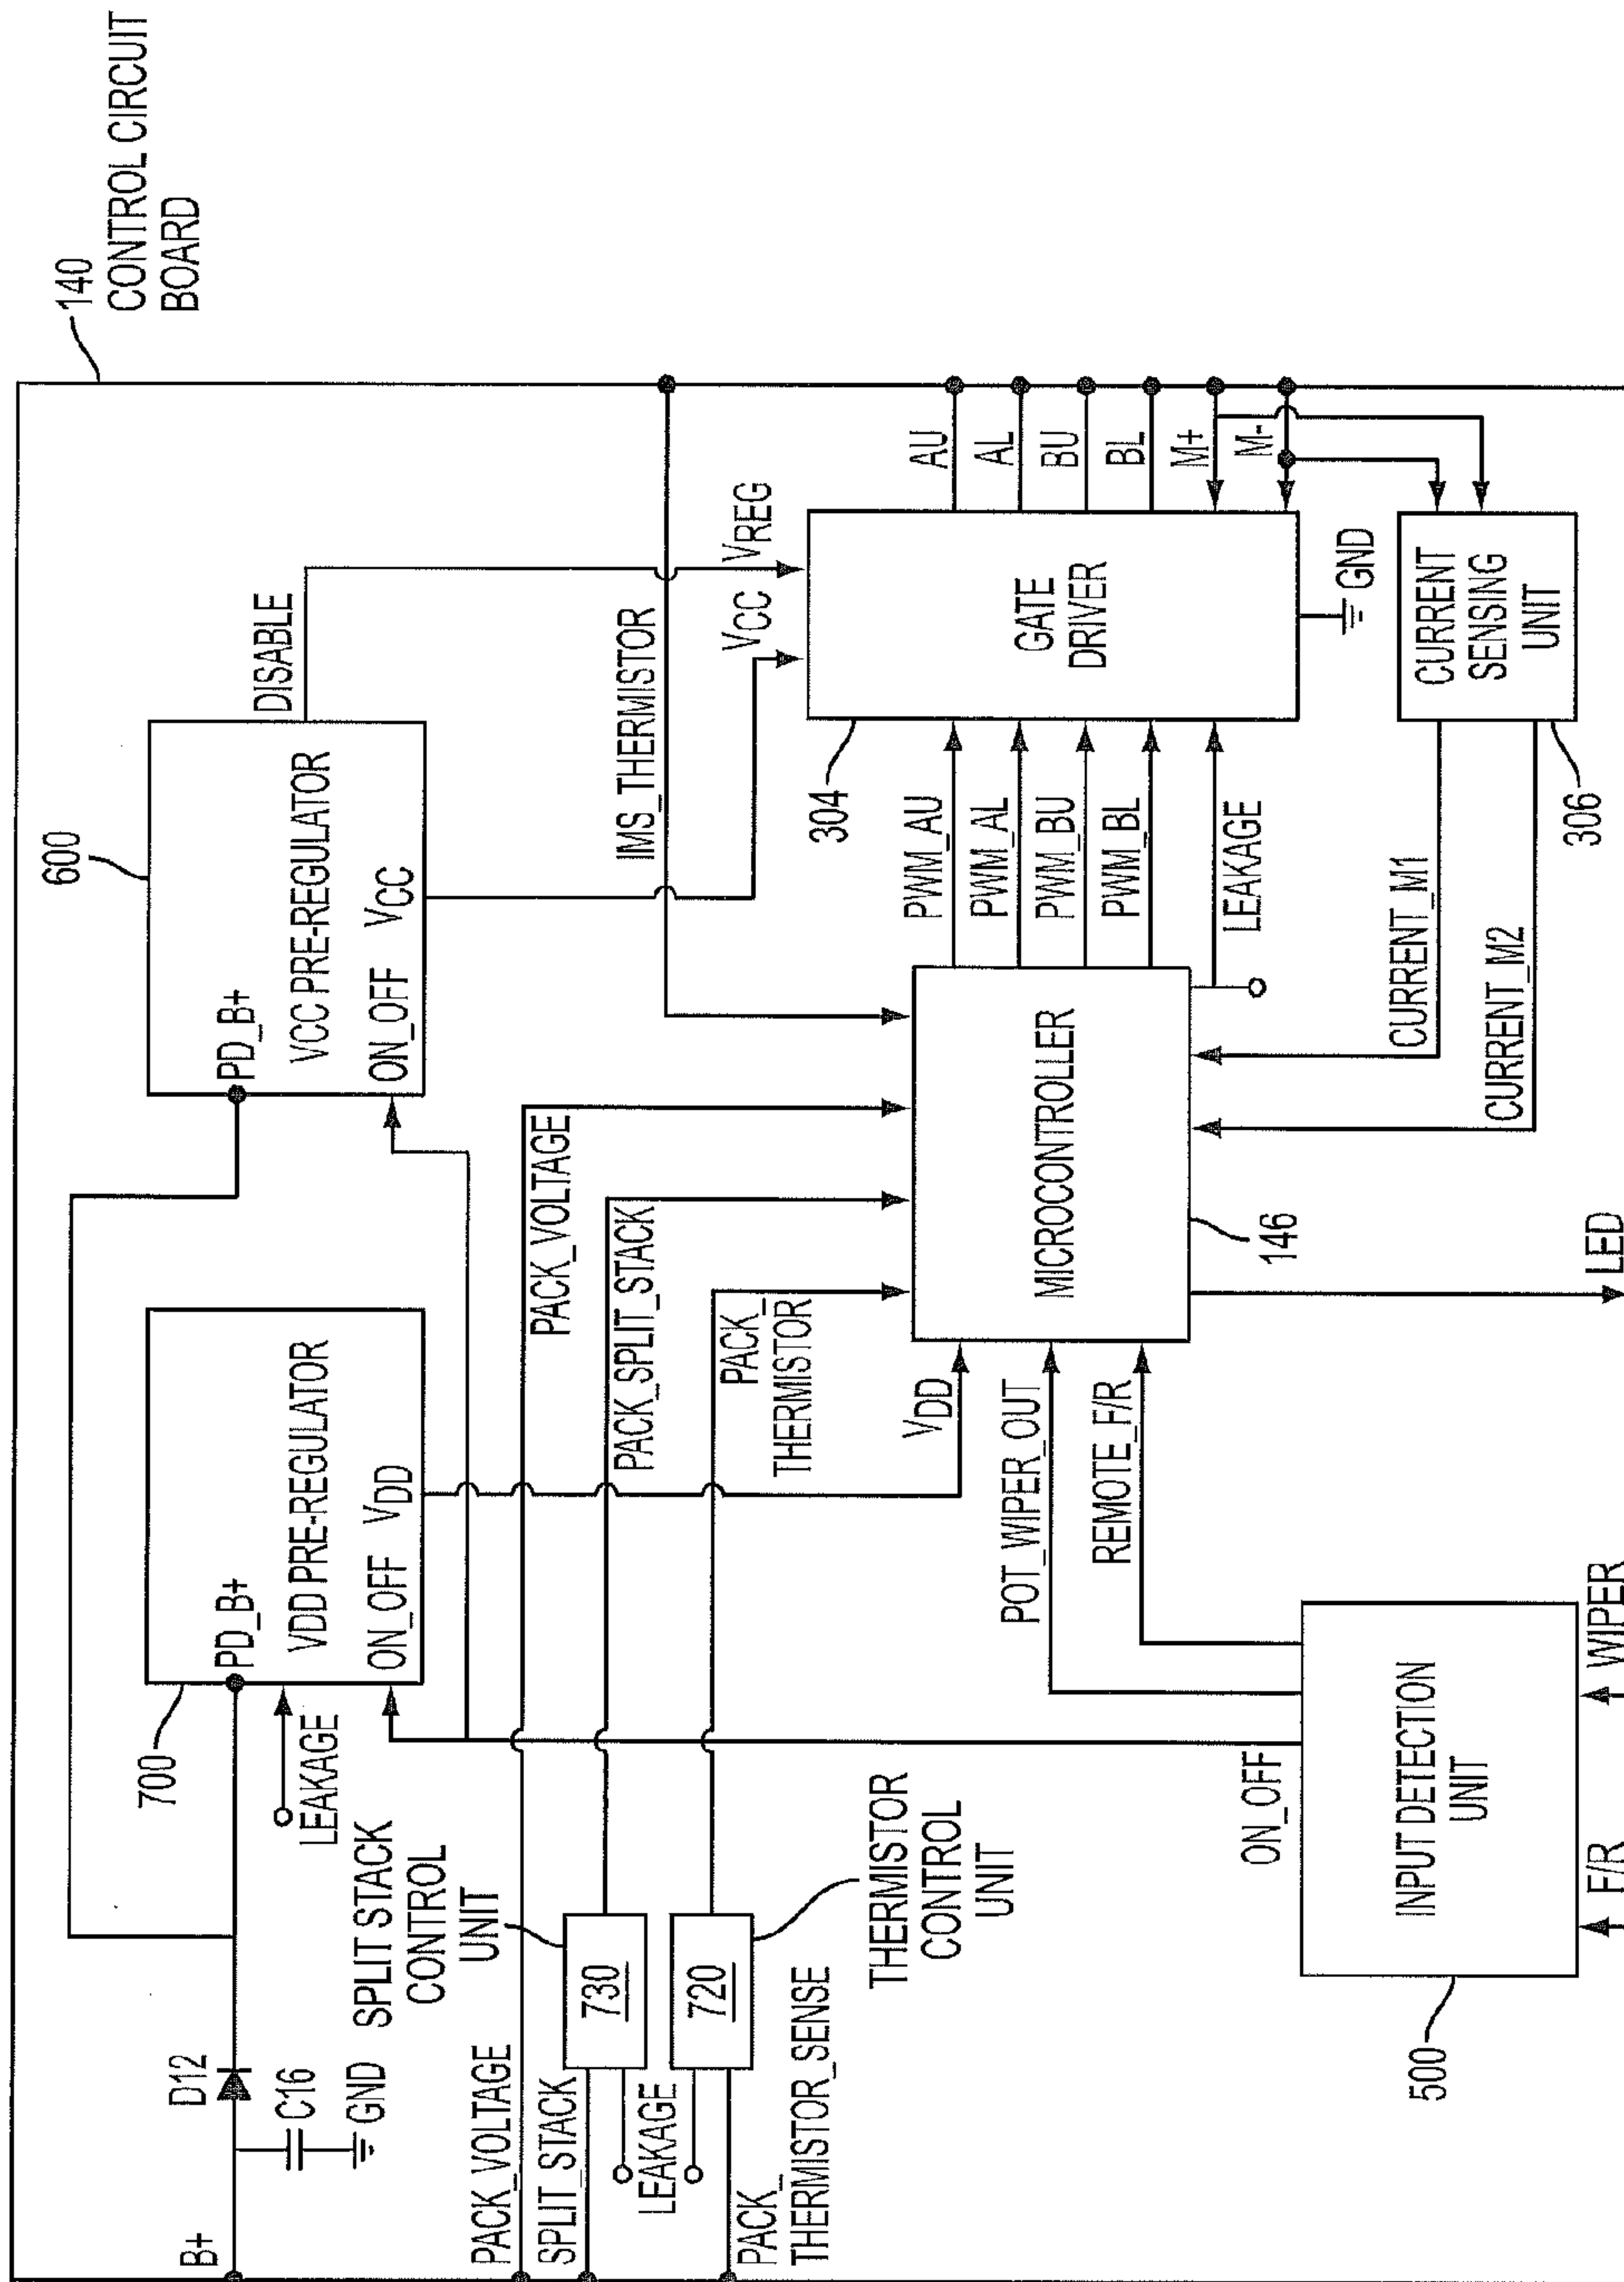 140
CONTROL CIRCUIT
BOARD
B+
D12
C16
GND
700
PD_B+
VDD PRE-REGULATOR
ON_OFF VDD
LEAKAGE
600
PD_B+
VCC PRE-REGULATOR
ON_OFF VCC
DISABLE
SPLIT STACK
CONTROL
UNIT
PACK_VOLTAGE
SPLIT_STACK
730
LEAKAGE
720
PACK_
THERMISTOR_SENSE
THERMISTOR
CONTROL
UNIT
PACK_VOLTAGE
PACK_SPLIT_STACK
PACK_
THERMISTOR
IMS_THERMISTOR
VCC
VREG
VDD
POT_WIPER_OUT
REMOTE_F/R
MICROCONTROLLER
146
LED
PWM_AU
PWM_AL
PWM_BU
PWM_BL
LEAKAGE
304
GATE
DRIVER
GND
AU
AL
BU
BL
M+
M-
CURRENT_M1
CURRENT_M2
CURRENT
SENSING
UNIT
306
ON_OFF
INPUT DETECTION
UNIT
500
F/R
WIPER